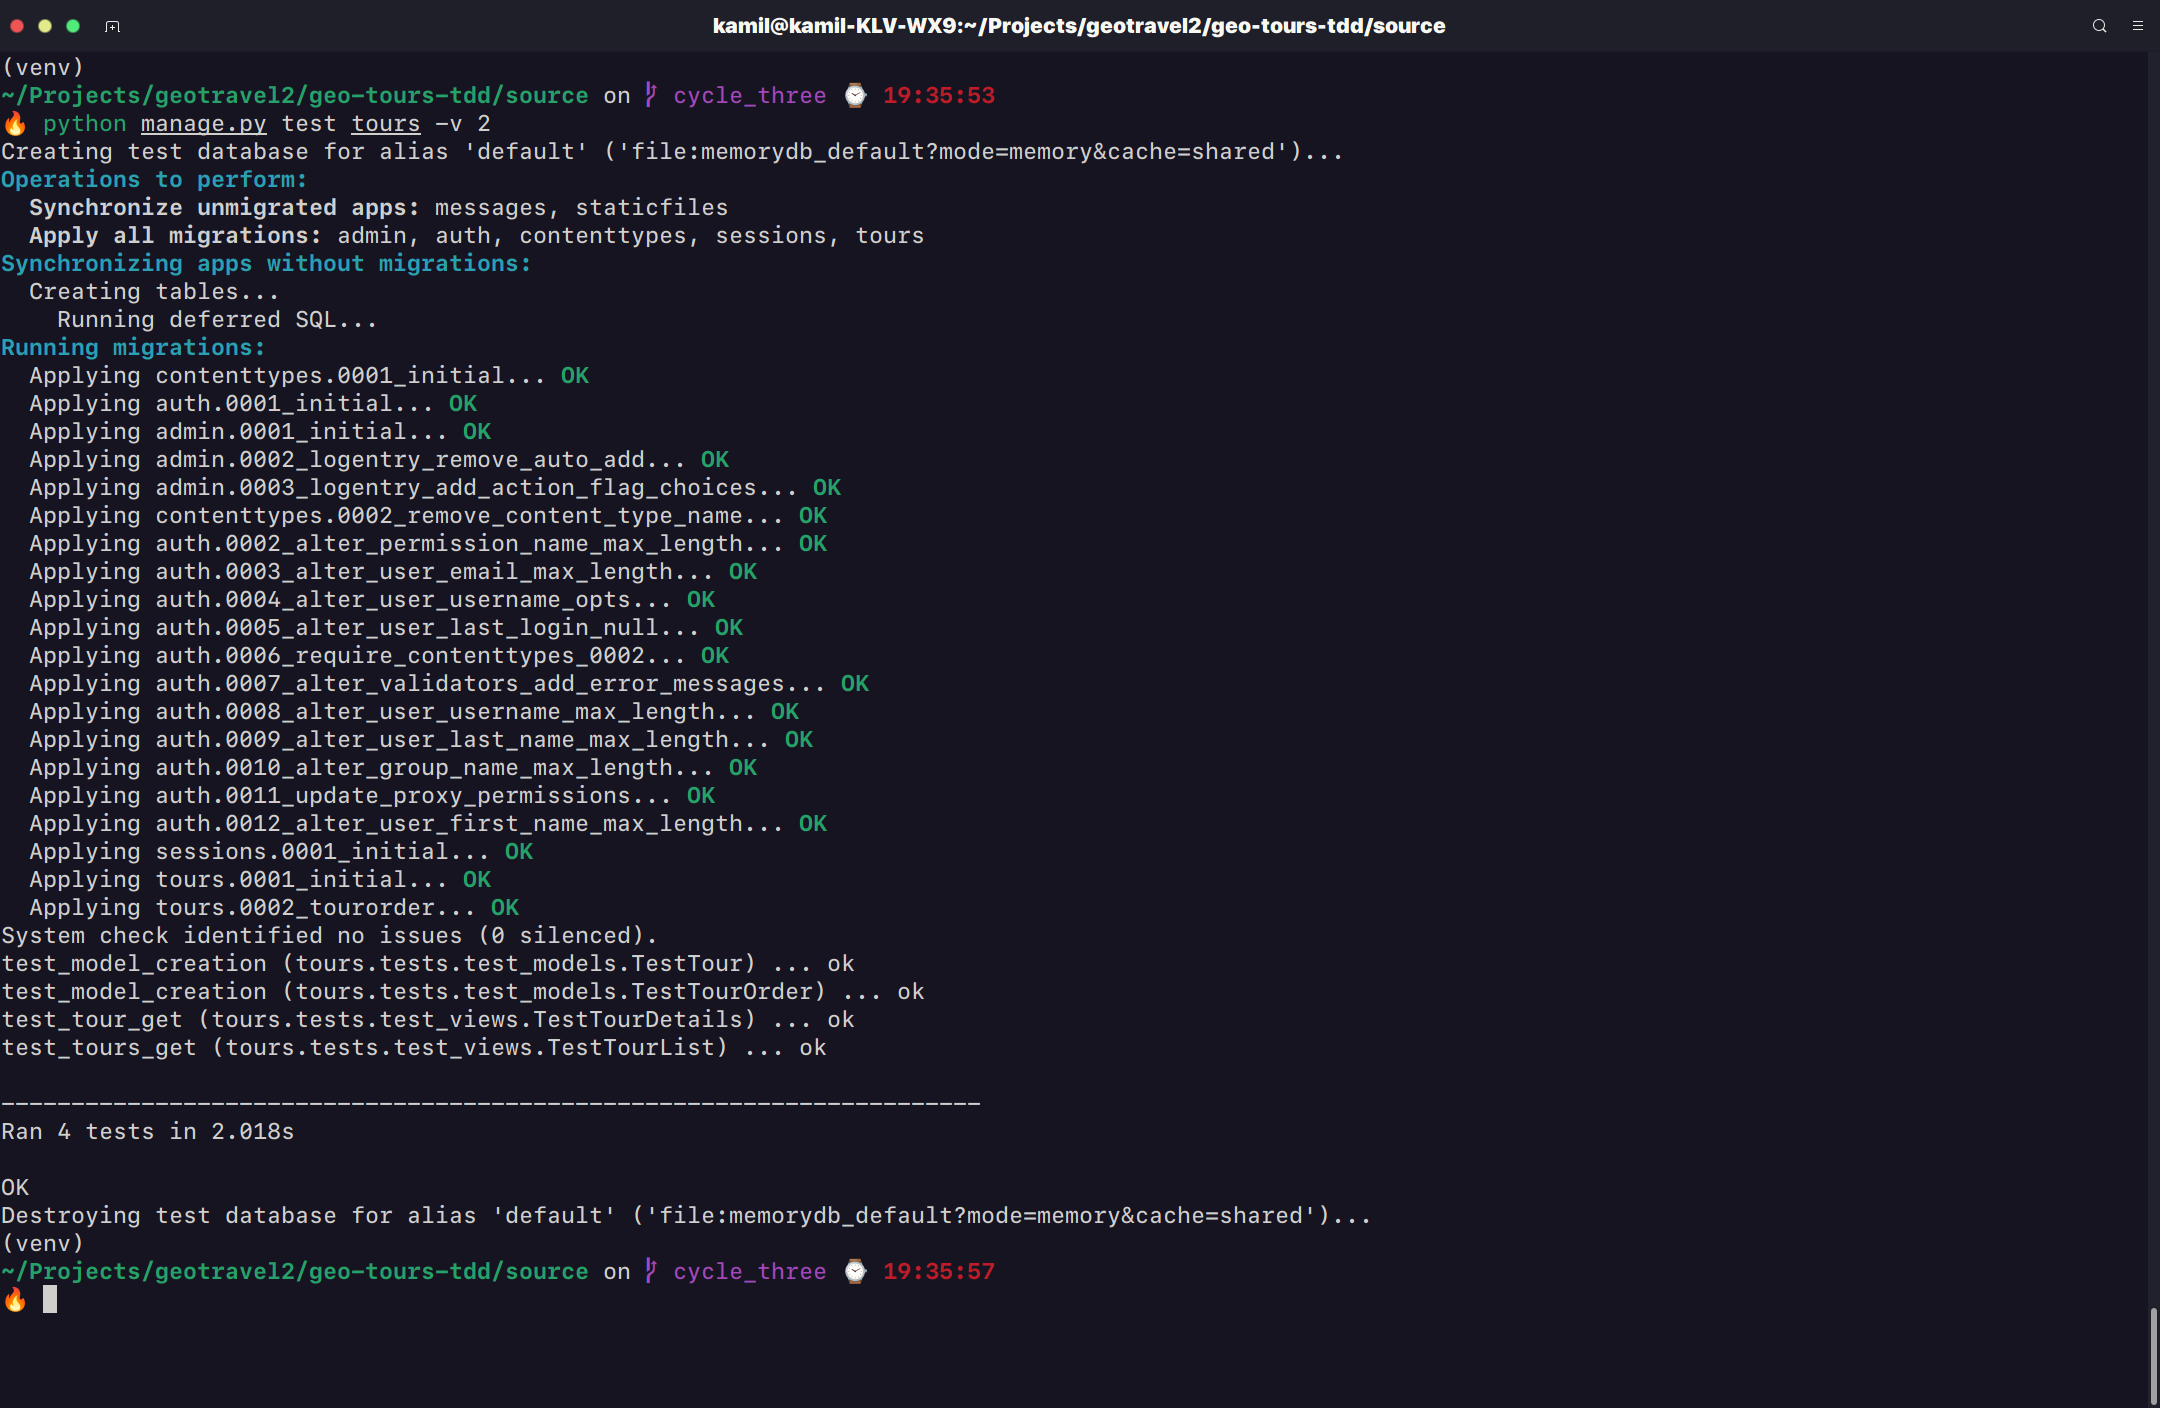 kamil@kamil-KLV-WX9:~/Projects/geotravel2/geo-tours-tdd/source
(venv)
~/Projects/geotravel2/geo-tours-tdd/source on cycle_three ⌚ 19:35:53
🔥 python manage.py test tours -v 2
Creating test database for alias 'default' ('file:memorydb_default?mode=memory&cache=shared')...
Operations to perform:
  Synchronize unmigrated apps: messages, staticfiles
  Apply all migrations: admin, auth, contenttypes, sessions, tours
Synchronizing apps without migrations:
  Creating tables...
    Running deferred SQL...
Running migrations:
  Applying contenttypes.0001_initial... OK
  Applying auth.0001_initial... OK
  Applying admin.0001_initial... OK
  Applying admin.0002_logentry_remove_auto_add... OK
  Applying admin.0003_logentry_add_action_flag_choices... OK
  Applying contenttypes.0002_remove_content_type_name... OK
  Applying auth.0002_alter_permission_name_max_length... OK
  Applying auth.0003_alter_user_email_max_length... OK
  Applying auth.0004_alter_user_username_opts... OK
  Applying auth.0005_alter_user_last_login_null... OK
  Applying auth.0006_require_contenttypes_0002... OK
  Applying auth.0007_alter_validators_add_error_messages... OK
  Applying auth.0008_alter_user_username_max_length... OK
  Applying auth.0009_alter_user_last_name_max_length... OK
  Applying auth.0010_alter_group_name_max_length... OK
  Applying auth.0011_update_proxy_permissions... OK
  Applying auth.0012_alter_user_first_name_max_length... OK
  Applying sessions.0001_initial... OK
  Applying tours.0001_initial... OK
  Applying tours.0002_tourorder... OK
System check identified no issues (0 silenced).
test_model_creation (tours.tests.test_models.TestTour) ... ok
test_model_creation (tours.tests.test_models.TestTourOrder) ... ok
test_tour_get (tours.tests.test_views.TestTourDetails) ... ok
test_tours_get (tours.tests.test_views.TestTourList) ... ok
----------------------------------------------------------------------
Ran 4 tests in 2.018s
OK
Destroying test database for alias 'default' ('file:memorydb_default?mode=memory&cache=shared')...
(venv)
~/Projects/geotravel2/geo-tours-tdd/source on cycle_three ⌚ 19:35:57
🔥